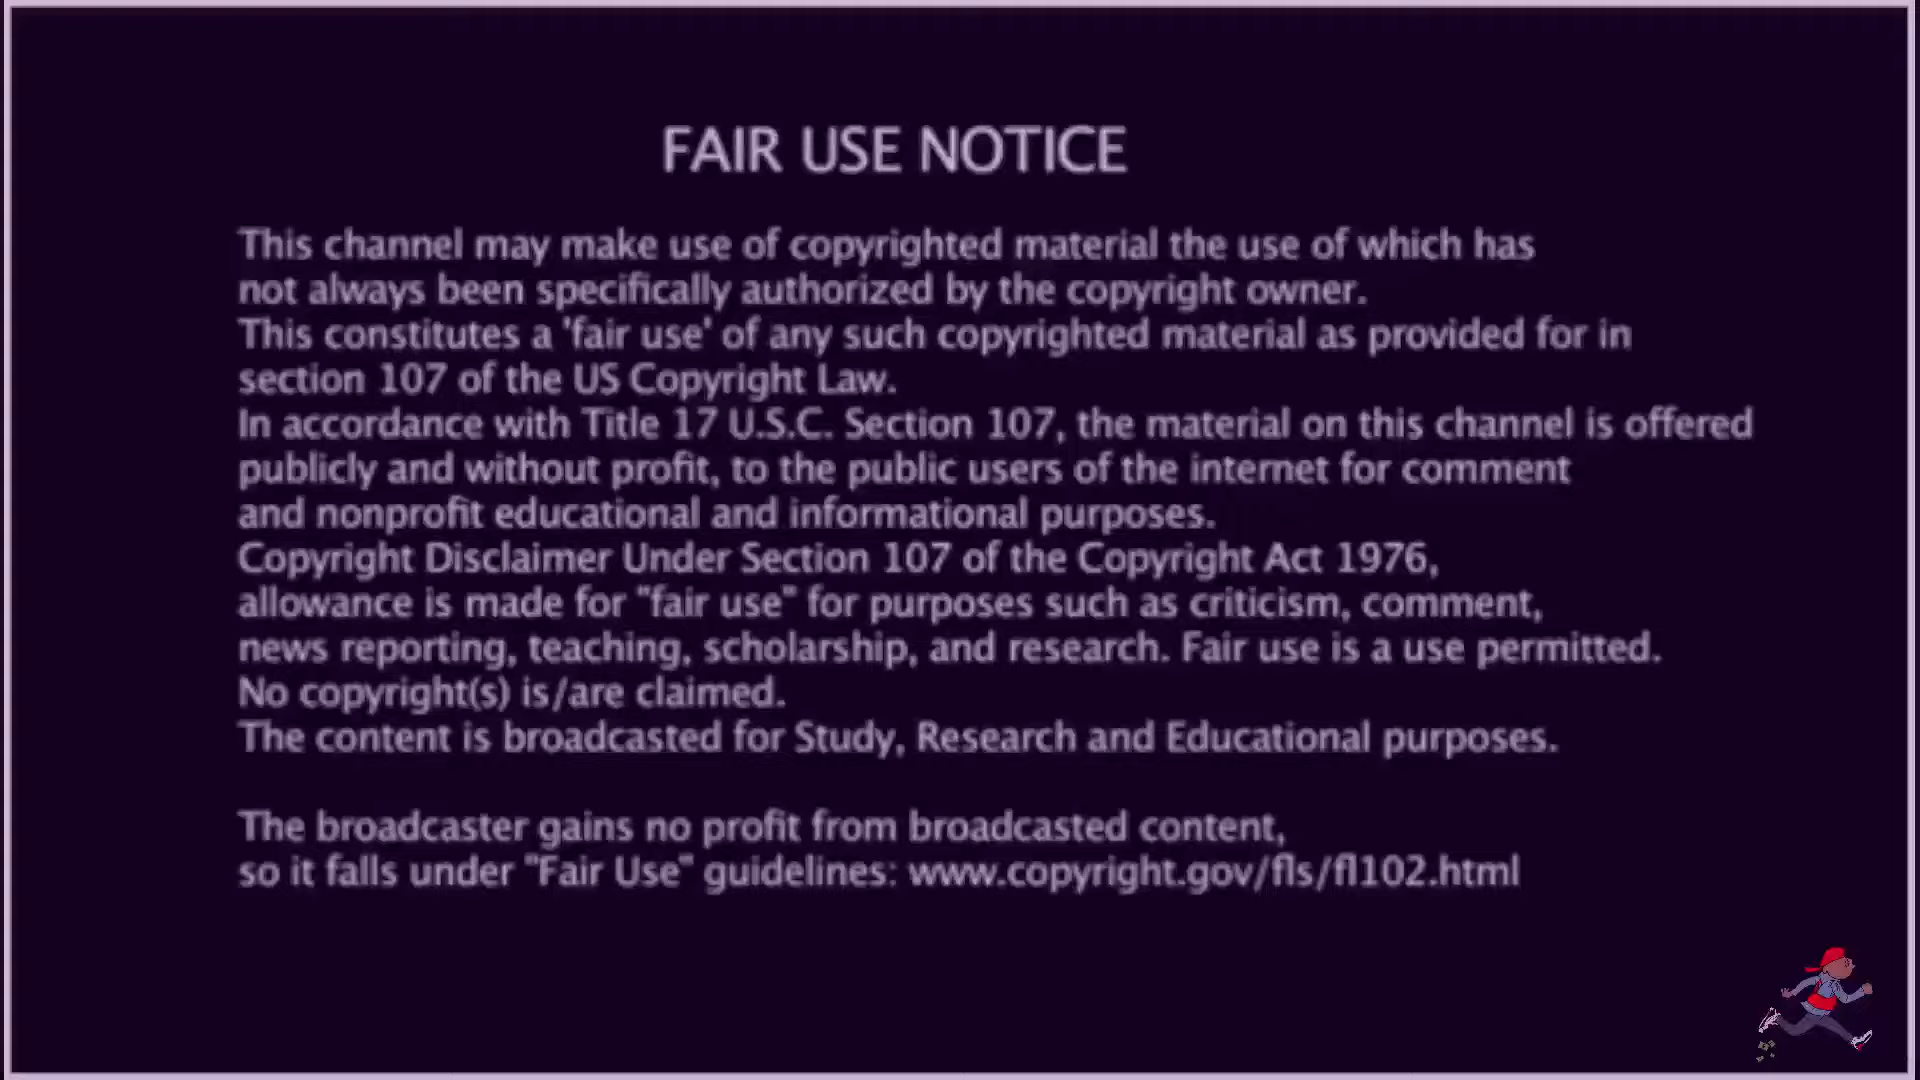 FAIR USE NOTICE
This channel may make use of copyrighted material the use of which has
not always been specifically authorized by the copyright owner.
This constitutes a 'fair use' of any such copyrighted material as provided for in
section 107 of the US Copyright Law.
In accordance with Title 17 U.S.C. Section 107, the material on this channel is offered
publicly and without profit, to the public users of the internet for comment
and nonprofit educational and informational purposes.
Copyright Disclaimer Under Section 107 of the Copyright Act 1976,
allowance is made for "fair use" for purposes such as criticism, comment,
news reporting, teaching, scholarship, and research. Fair use is a use permitted.
No copyright(s) is/are claimed.
The content is broadcasted for Study, Research and Educational purposes.
The broadcaster gains no profit from broadcasted content,
so it falls under "Fair Use" guidelines: www.copyright.gov/fls/fl102.html